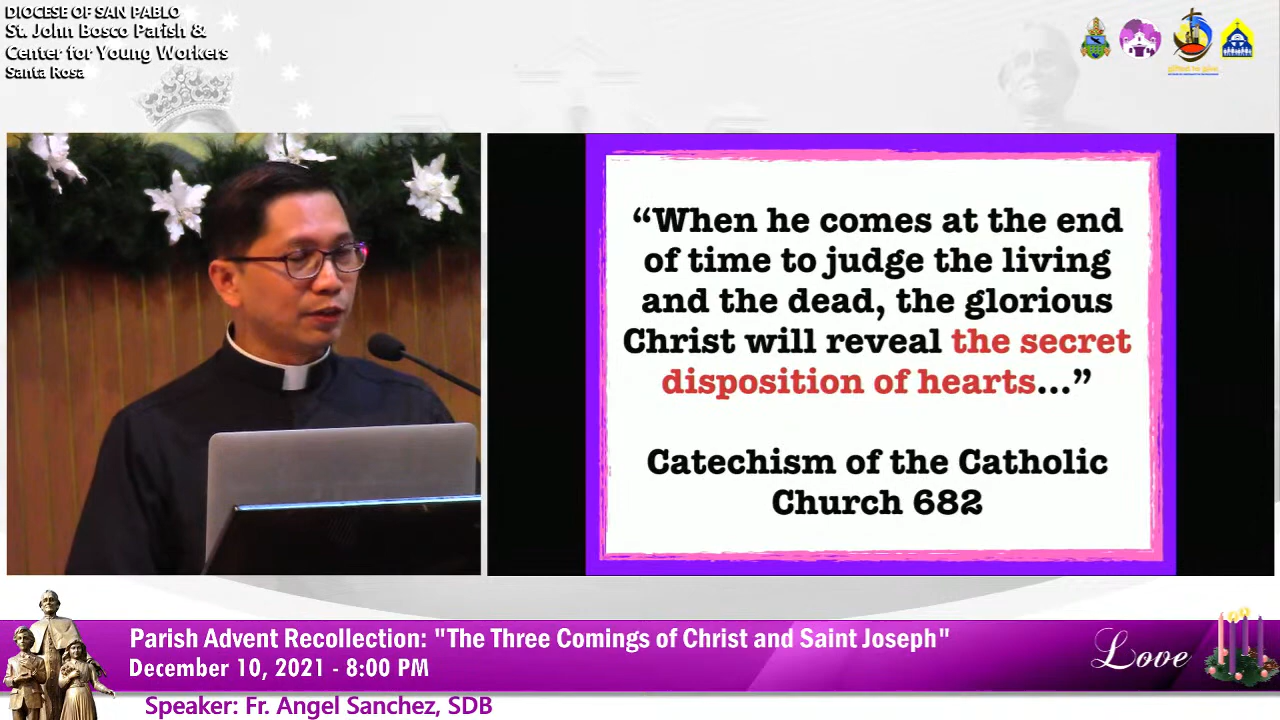 DIOCESE OF SAN PABLO
St. John Bosco Parish &
Center for Young Workers
Santa Rosa
“When he comes at the end
of time to judge the living
and the dead, the glorious
Christ will reveal the secret
disposition of hearts...”
Catechism of the Catholic
Church 682
Parish Advent Recollection: "The Three Comings of Christ and Saint Joseph"
December 10, 2021 - 8:00 PM
Love
Speaker: Fr. Angel Sanchez, SDB